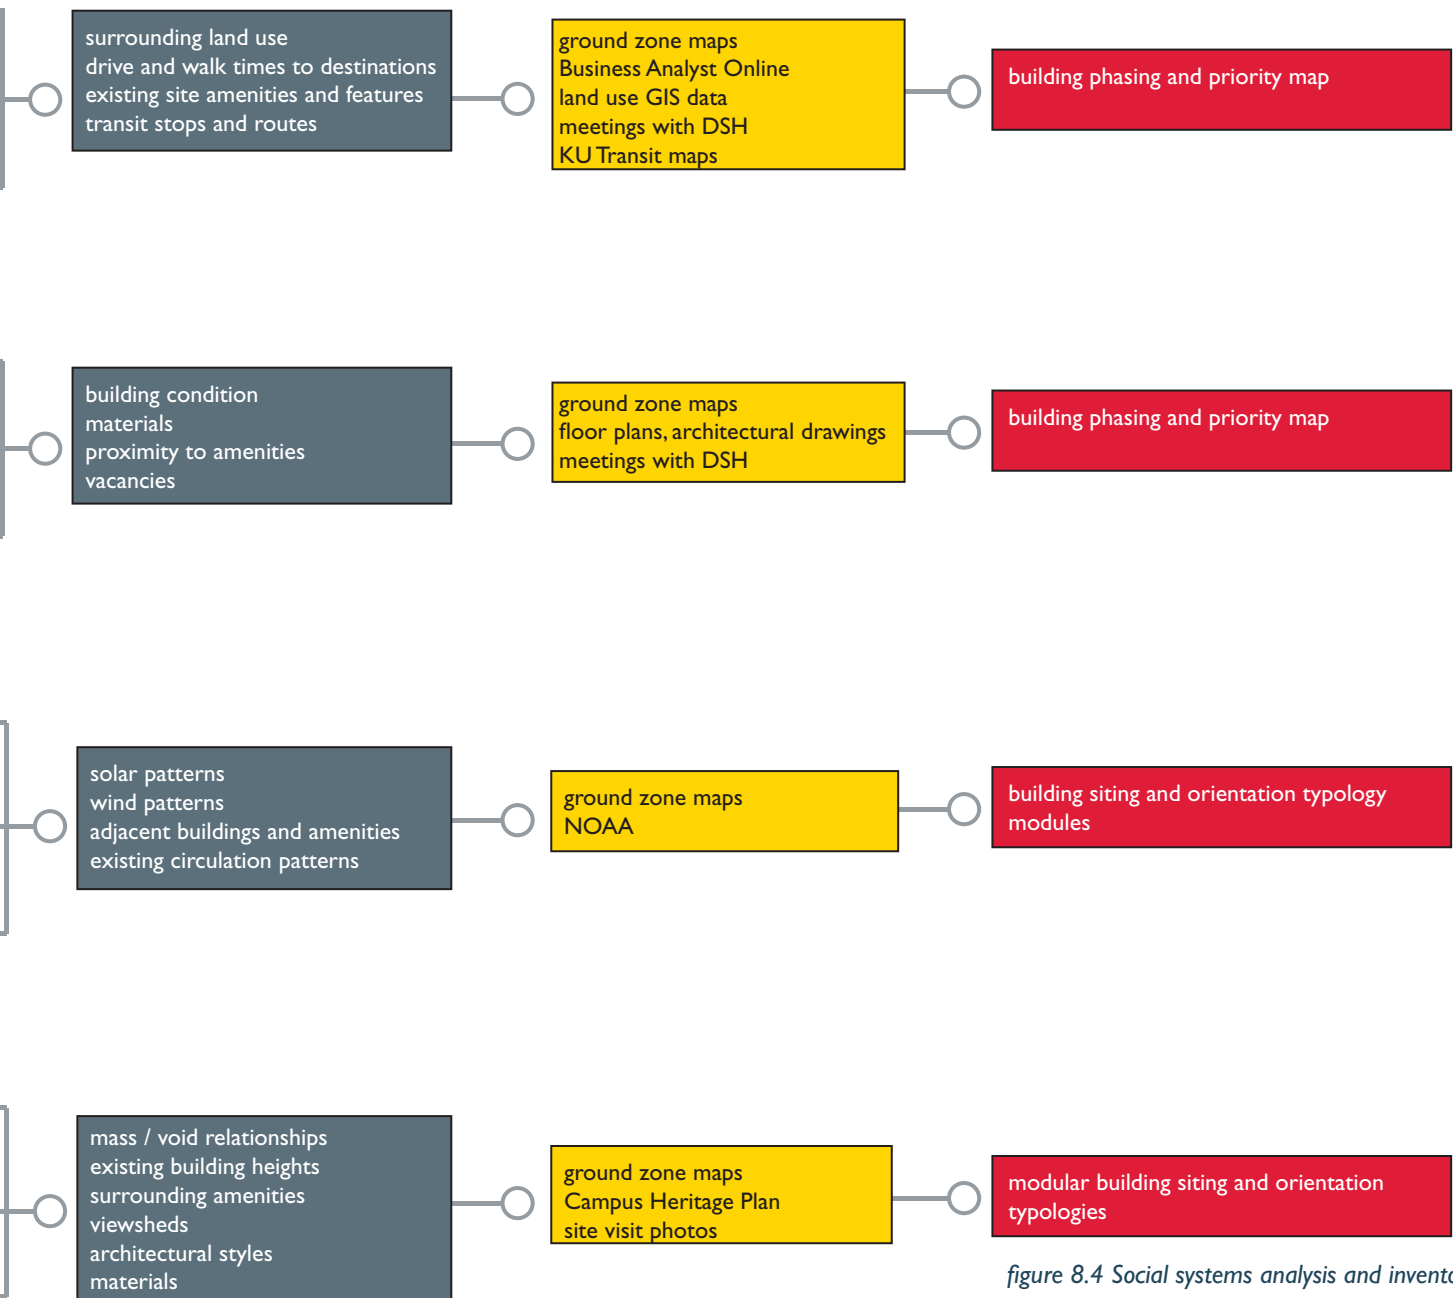 surrounding land use
drive and walk times to destinations
existing site amenities and features
transit stops and routes
ground zone maps
Business Analyst Online
land use GIS data
meetings with DSH
KU Transit maps
building phasing and priority map
building condition
materials
proximity to amenities
vacancies
ground zone maps
floor plans, architectural drawings
meetings with DSH
building phasing and priority map
solar patterns
wind patterns
adjacent buildings and amenities
existing circulation patterns
ground zone maps
NOAA
building siting and orientation typology
modules
mass / void relationships
existing building heights
surrounding amenities
viewsheds
architectural styles
materials
ground zone maps
Campus Heritage Plan
site visit photos
modular building siting and orientation
typologies
figure 8.4 Social systems analysis and